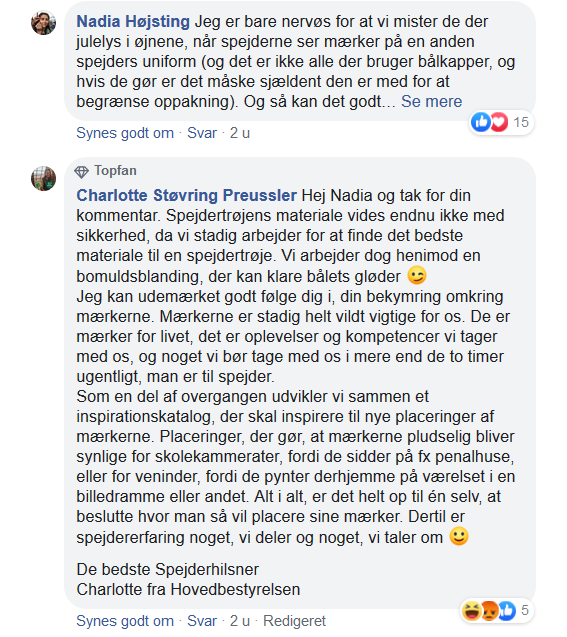 Nadia Højsting Jeg er bare nervøs for at vi mister de der
julelys i øjnene, når spejderne ser mærker på en anden
spejders uniform (og det er ikke alle der bruger bålkapper, og
hvis de gør er det måske sjældent den er med for at
begrænse oppakning). Og så kan det godt... Se mere
15
Synes godt om · Svar · 2 u
Topfan
Charlotte Støvring Preussler Hej Nadia og tak for din
kommentar. Spejdertrøjens materiale vides endnu ikke med
sikkerhed, da vi stadig arbejder for at finde det bedste
materiale til en spejdertrøje. Vi arbejder dog henimod en
bomuldsblanding, der kan klare bålets gløder 😉
Jeg kan udemærket godt følge dig i, din bekymring omkring
mærkerne. Mærkerne er stadig helt vildt vigtige for os. De er
mærker for livet, det er oplevelser og kompetencer vi tager
med os, og noget vi bør tage med os i mere end de to timer
ugentligt, man er til spejder.
Som en del af overgangen udvikler vi sammen et
inspirationskatalog, der skal inspirere til nye placeringer af
mærkerne. Placeringer, der gør, at mærkerne pludselig bliver
synlige for skolekammerater, fordi de sidder på fx penalhuse,
eller for veninder, fordi de pynter derhjemme på værelset i en
billedramme eller andet. Alt i alt, er det helt op til én selv, at
beslutte hvor man så vil placere sine mærker. Dertil er
spejdererfaring noget, vi deler og noget, vi taler om 🙂
De bedste Spejderhilsner
Charlotte fra Hovedbestyrelsen
5
Synes godt om · Svar · 2 u · Redigeret